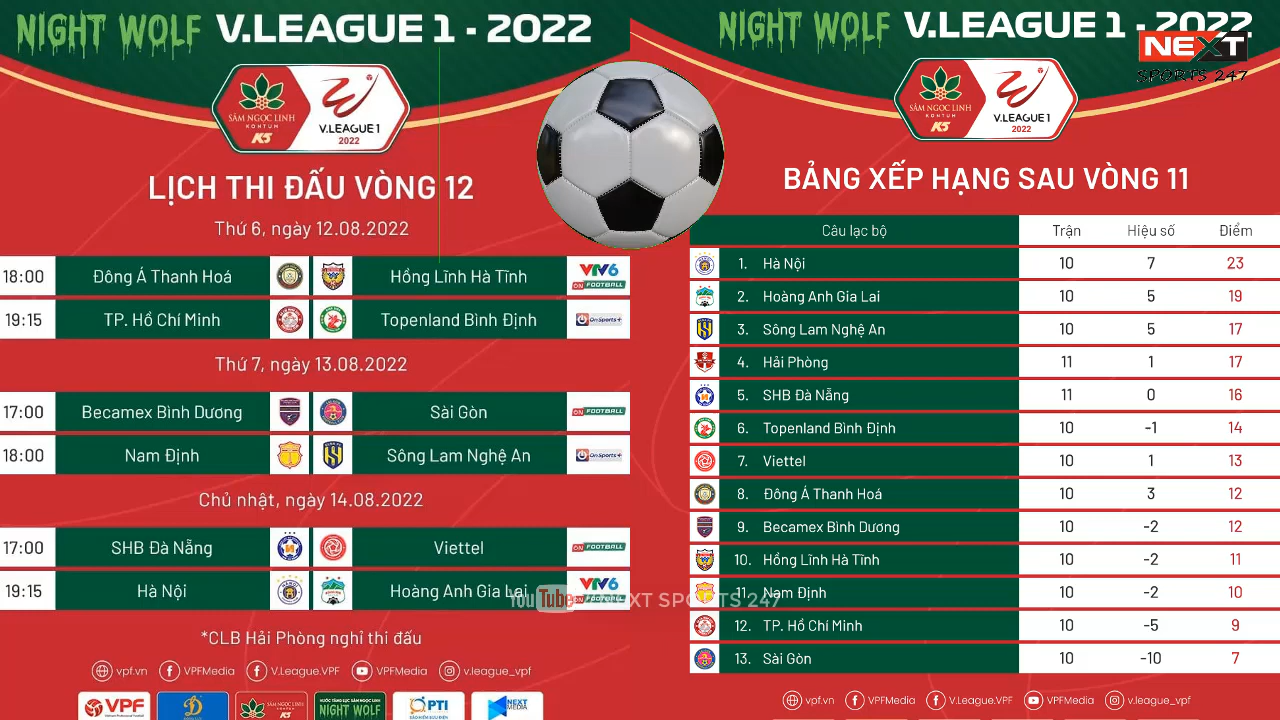 NIGHT WOLF V.LEAGUE 1 - 2022
SÂM NGỌC LINH
KONTUM
K5
V.LEAGUE 1
2022
LỊCH THI ĐẤU VÒNG 12
Thứ 6, ngày 12.08.2022
18:00 Đông Á Thanh Hoá Hồng Lĩnh Hà Tĩnh VTV6 ON FOOTBALL
19:15 TP. Hồ Chí Minh Topenland Bình Định On Sports+
Thứ 7, ngày 13.08.2022
17:00 Becamex Bình Dương Sài Gòn ON FOOTBALL
18:00 Nam Định Sông Lam Nghệ An On Sports+
Chủ nhật, ngày 14.08.2022
17:00 SHB Đà Nẵng Viettel ON FOOTBALL
19:15 Hà Nội Hoàng Anh Gia Lai VTV6 ON FOOTBALL
*CLB Hải Phòng nghỉ thi đấu
vpf.vn VPFMedia V.League.VPF VPFMedia v.league_vpf
VPF K5 NIGHT WOLF PTI NEXT MEDIA
NIGHT WOLF V.LEAGUE 1 - 2022
NEXT
SPORTS 247
SÂM NGỌC LINH
KONTUM
K5
V.LEAGUE 1
2022
BẢNG XẾP HẠNG SAU VÒNG 11
Câu lạc bộ Trận Hiệu số Điểm
1. Hà Nội 10 7 23
2. Hoàng Anh Gia Lai 10 5 19
3. Sông Lam Nghệ An 10 5 17
4. Hải Phòng 11 1 17
5. SHB Đà Nẵng 11 0 16
6. Topenland Bình Định 10 -1 14
7. Viettel 10 1 13
8. Đông Á Thanh Hoá 10 3 12
9. Becamex Bình Dương 10 -2 12
10. Hồng Lĩnh Hà Tĩnh 10 -2 11
11. Nam Định 10 -2 10
12. TP. Hồ Chí Minh 10 -5 9
13. Sài Gòn 10 -10 7
YouTube NEXT SPORTS 247
vpf.vn VPFMedia V.League.VPF VPFMedia v.league_vpf